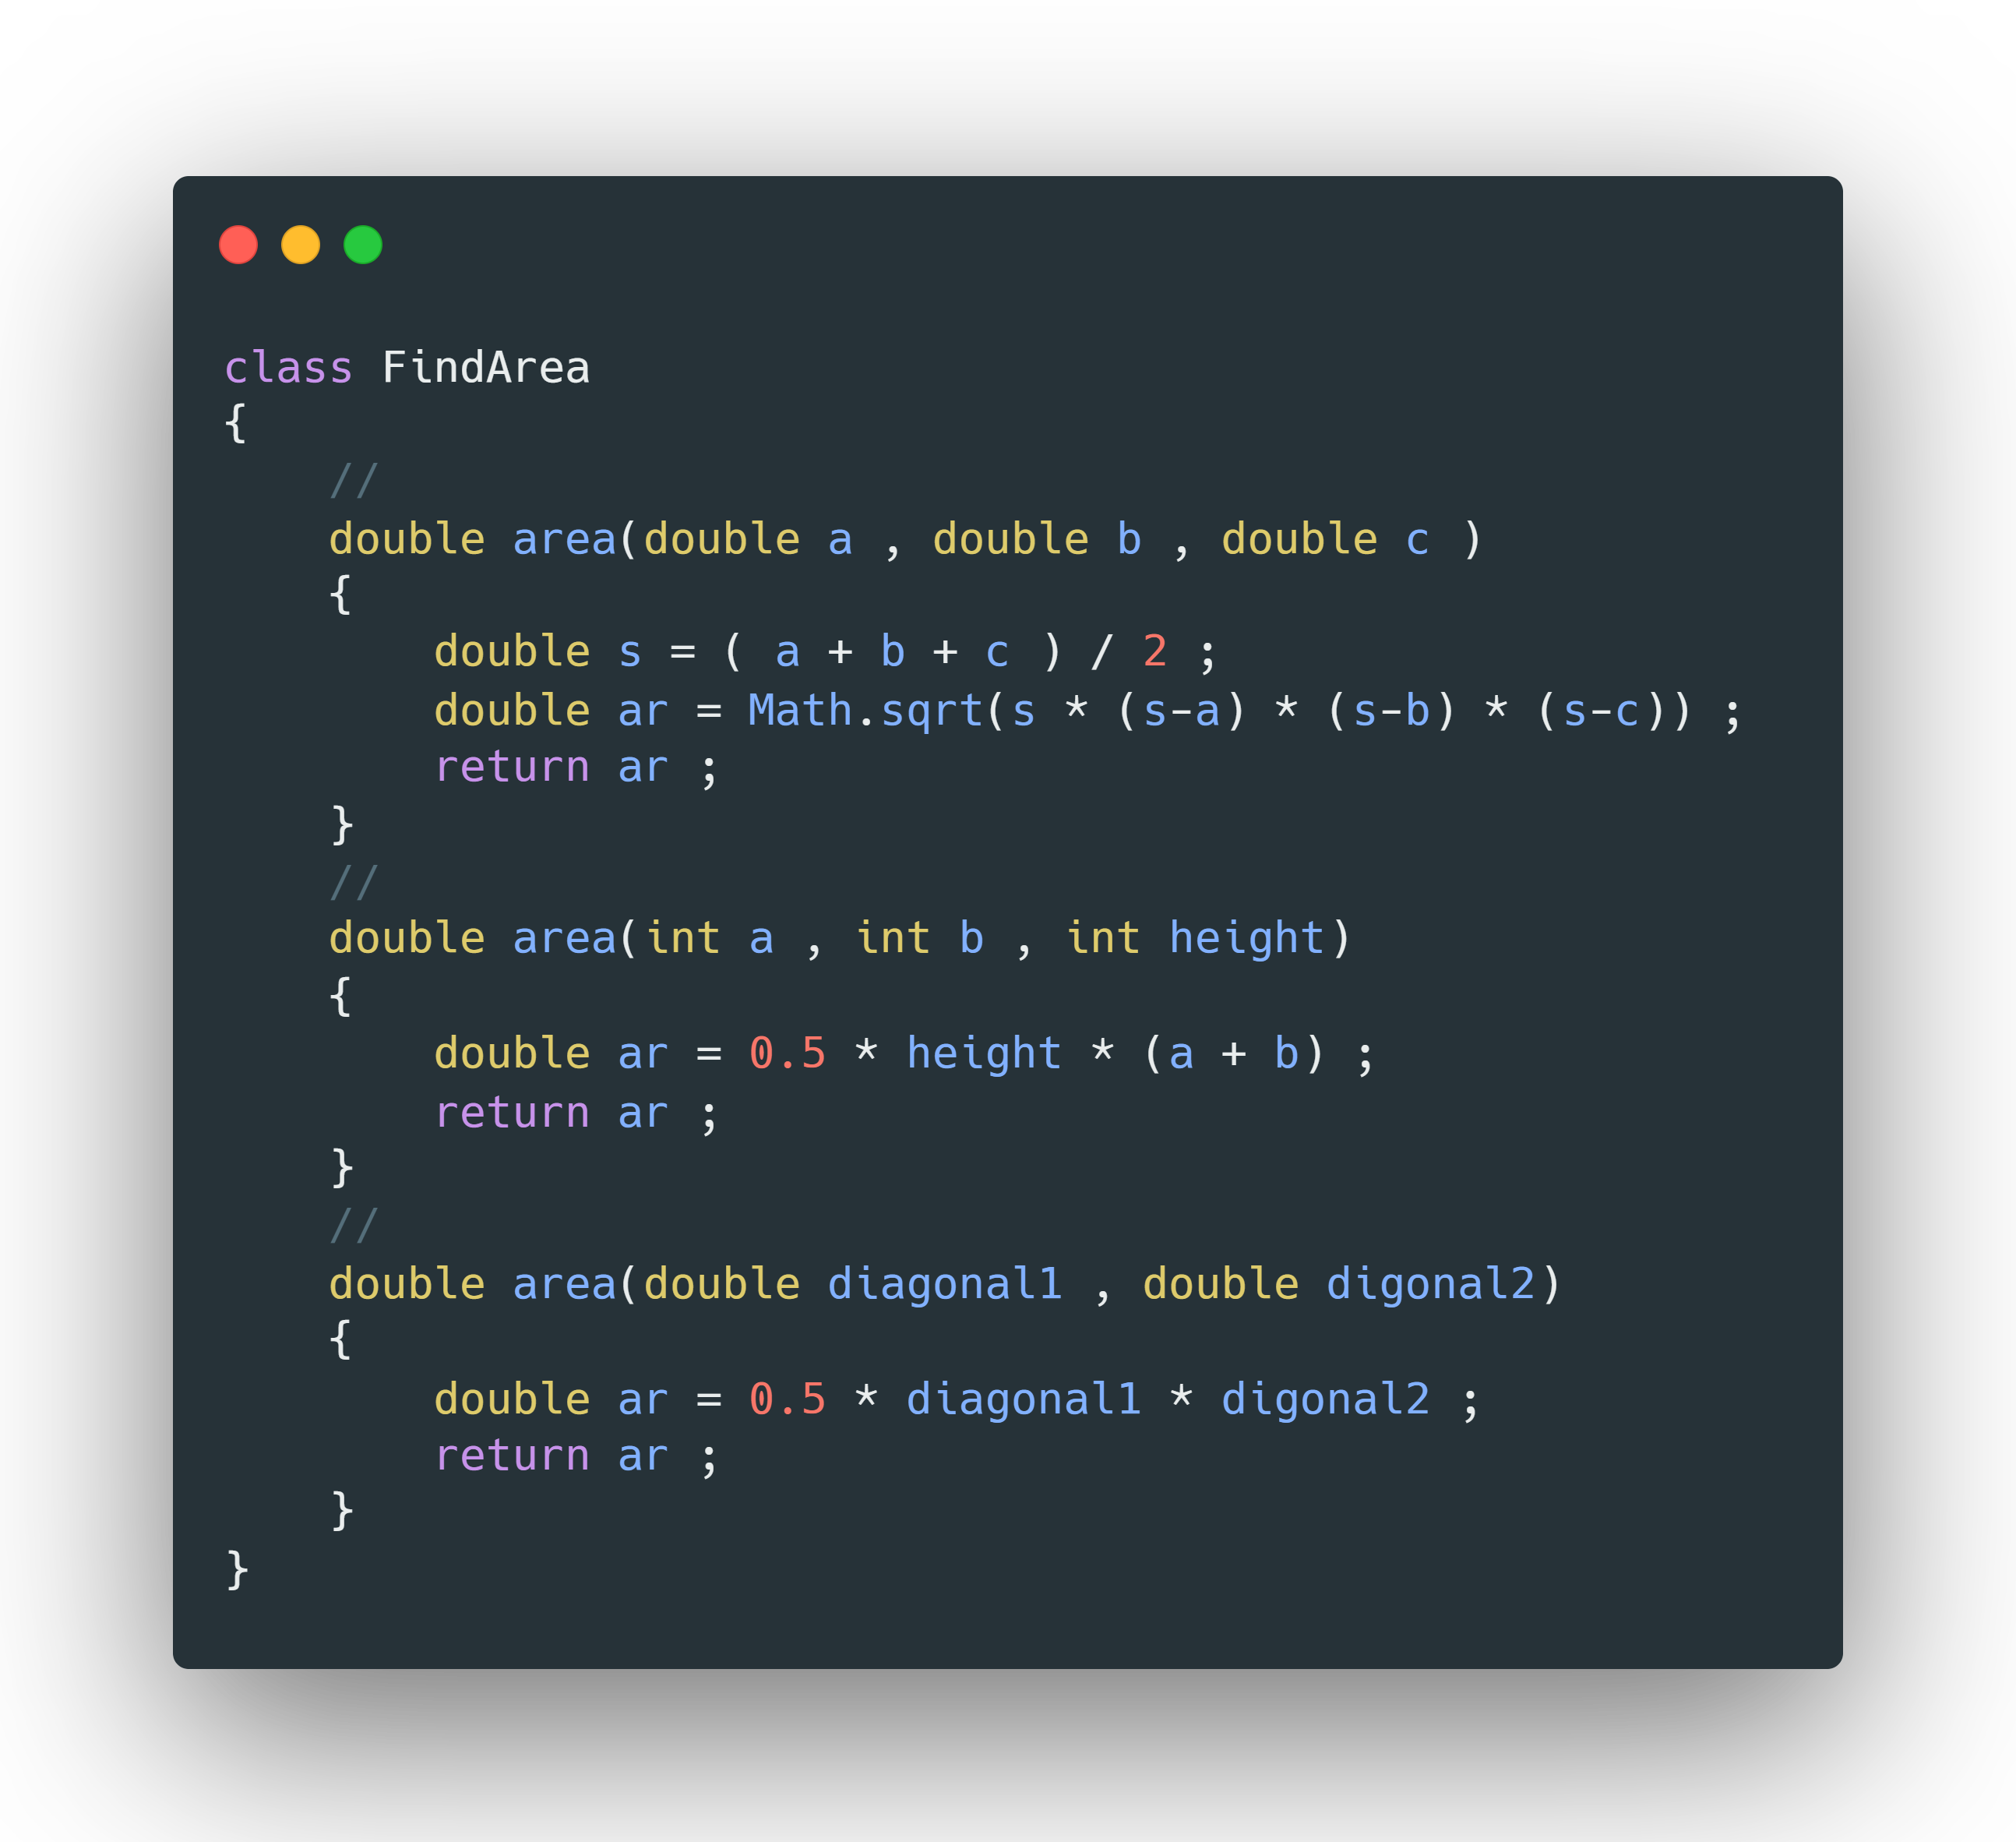 class FindArea
{
    //
    double area(double a , double b , double c )
    {
        double s = ( a + b + c ) / 2 ;
        double ar = Math.sqrt(s * (s-a) * (s-b) * (s-c)) ;
        return ar ;
    }
    //
    double area(int a , int b , int height)
    {
        double ar = 0.5 * height * (a + b) ;
        return ar ;
    }
    //
    double area(double diagonal1 , double digonal2)
    {
        double ar = 0.5 * diagonal1 * digonal2 ;
        return ar ;
    }
}